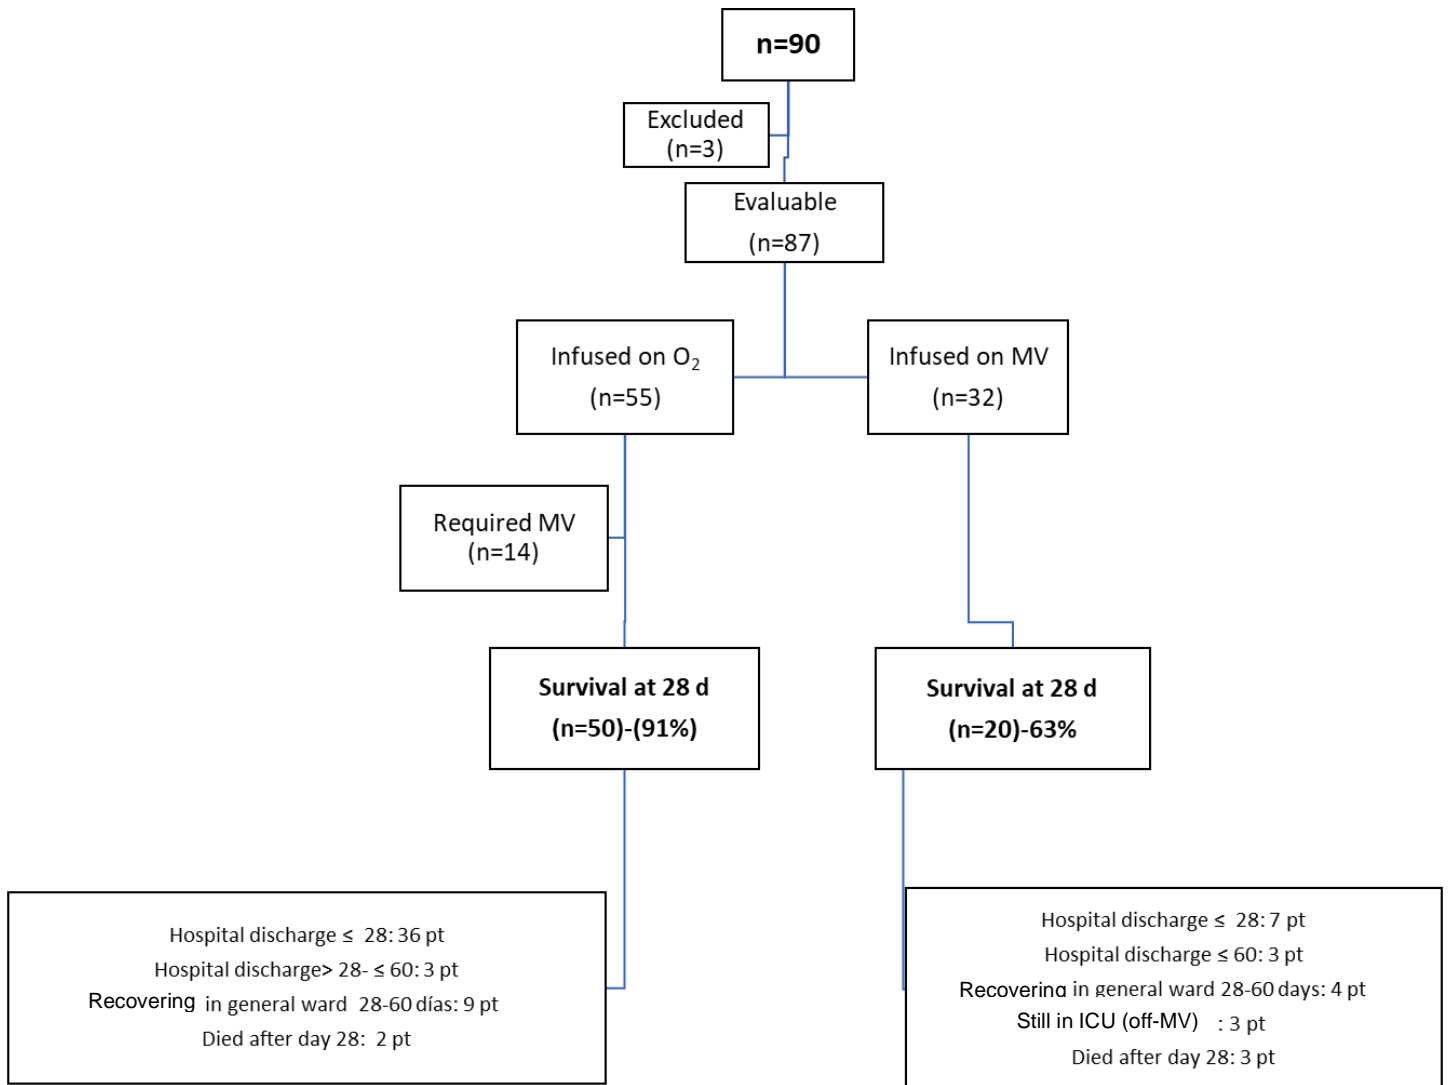 n=90
Excluded
(n=3)
Evaluable
(n=87)
Infused on O₂
(n=55)
Infused on MV
(n=32)
Required MV
(n=14)
Survival at 28 d
(n=50)-(91%)
Survival at 28 d
(n=20)-63%
Hospital discharge ≤ 28: 36 pt
Hospital discharge> 28- ≤ 60: 3 pt
Recovering in general ward 28-60 días: 9 pt
Died after day 28: 2 pt
Hospital discharge ≤ 28: 7 pt
Hospital discharge ≤ 60: 3 pt
Recovering in general ward 28-60 days: 4 pt
Still in ICU (off-MV) : 3 pt
Died after day 28: 3 pt